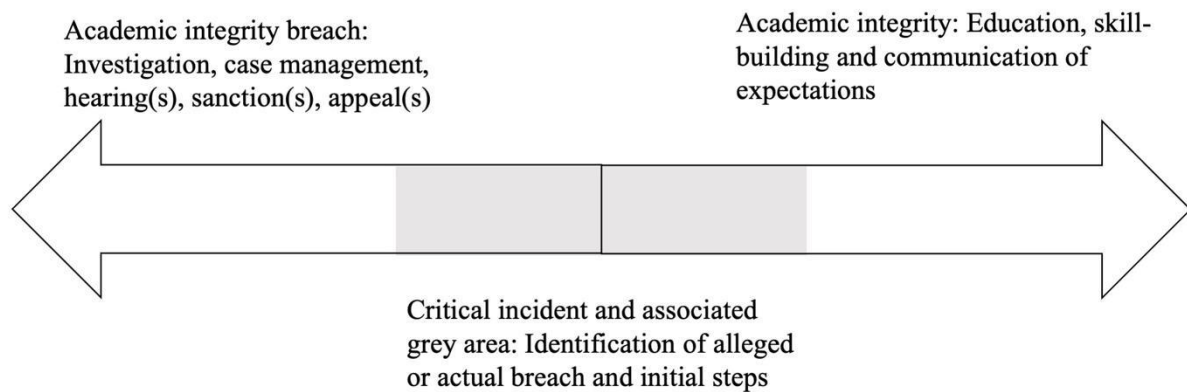 Academic integrity breach:
Investigation, case management,
hearing(s), sanction(s), appeal(s)
Academic integrity: Education, skill-
building and communication of
expectations
Critical incident and associated
grey area: Identification of alleged
or actual breach and initial steps